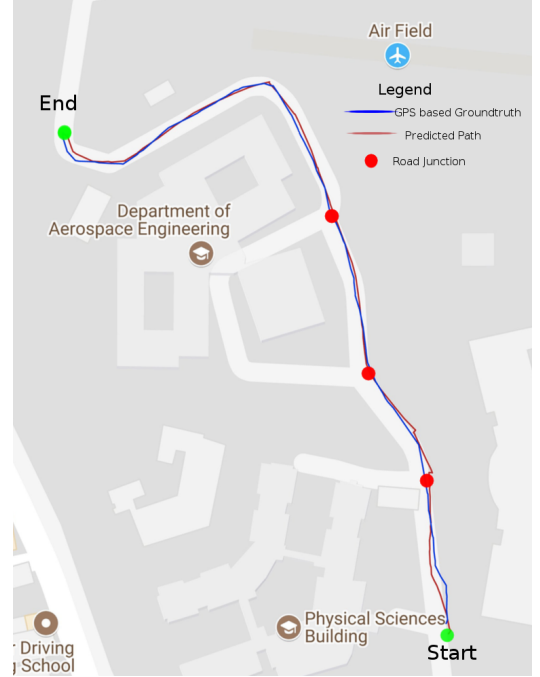 Air Field
Legend
GPS based Groundtruth
Predicted Path
Road Junction
End
Department of
Aerospace Engineering
Physical Sciences
Building
Start
r Driving
g School